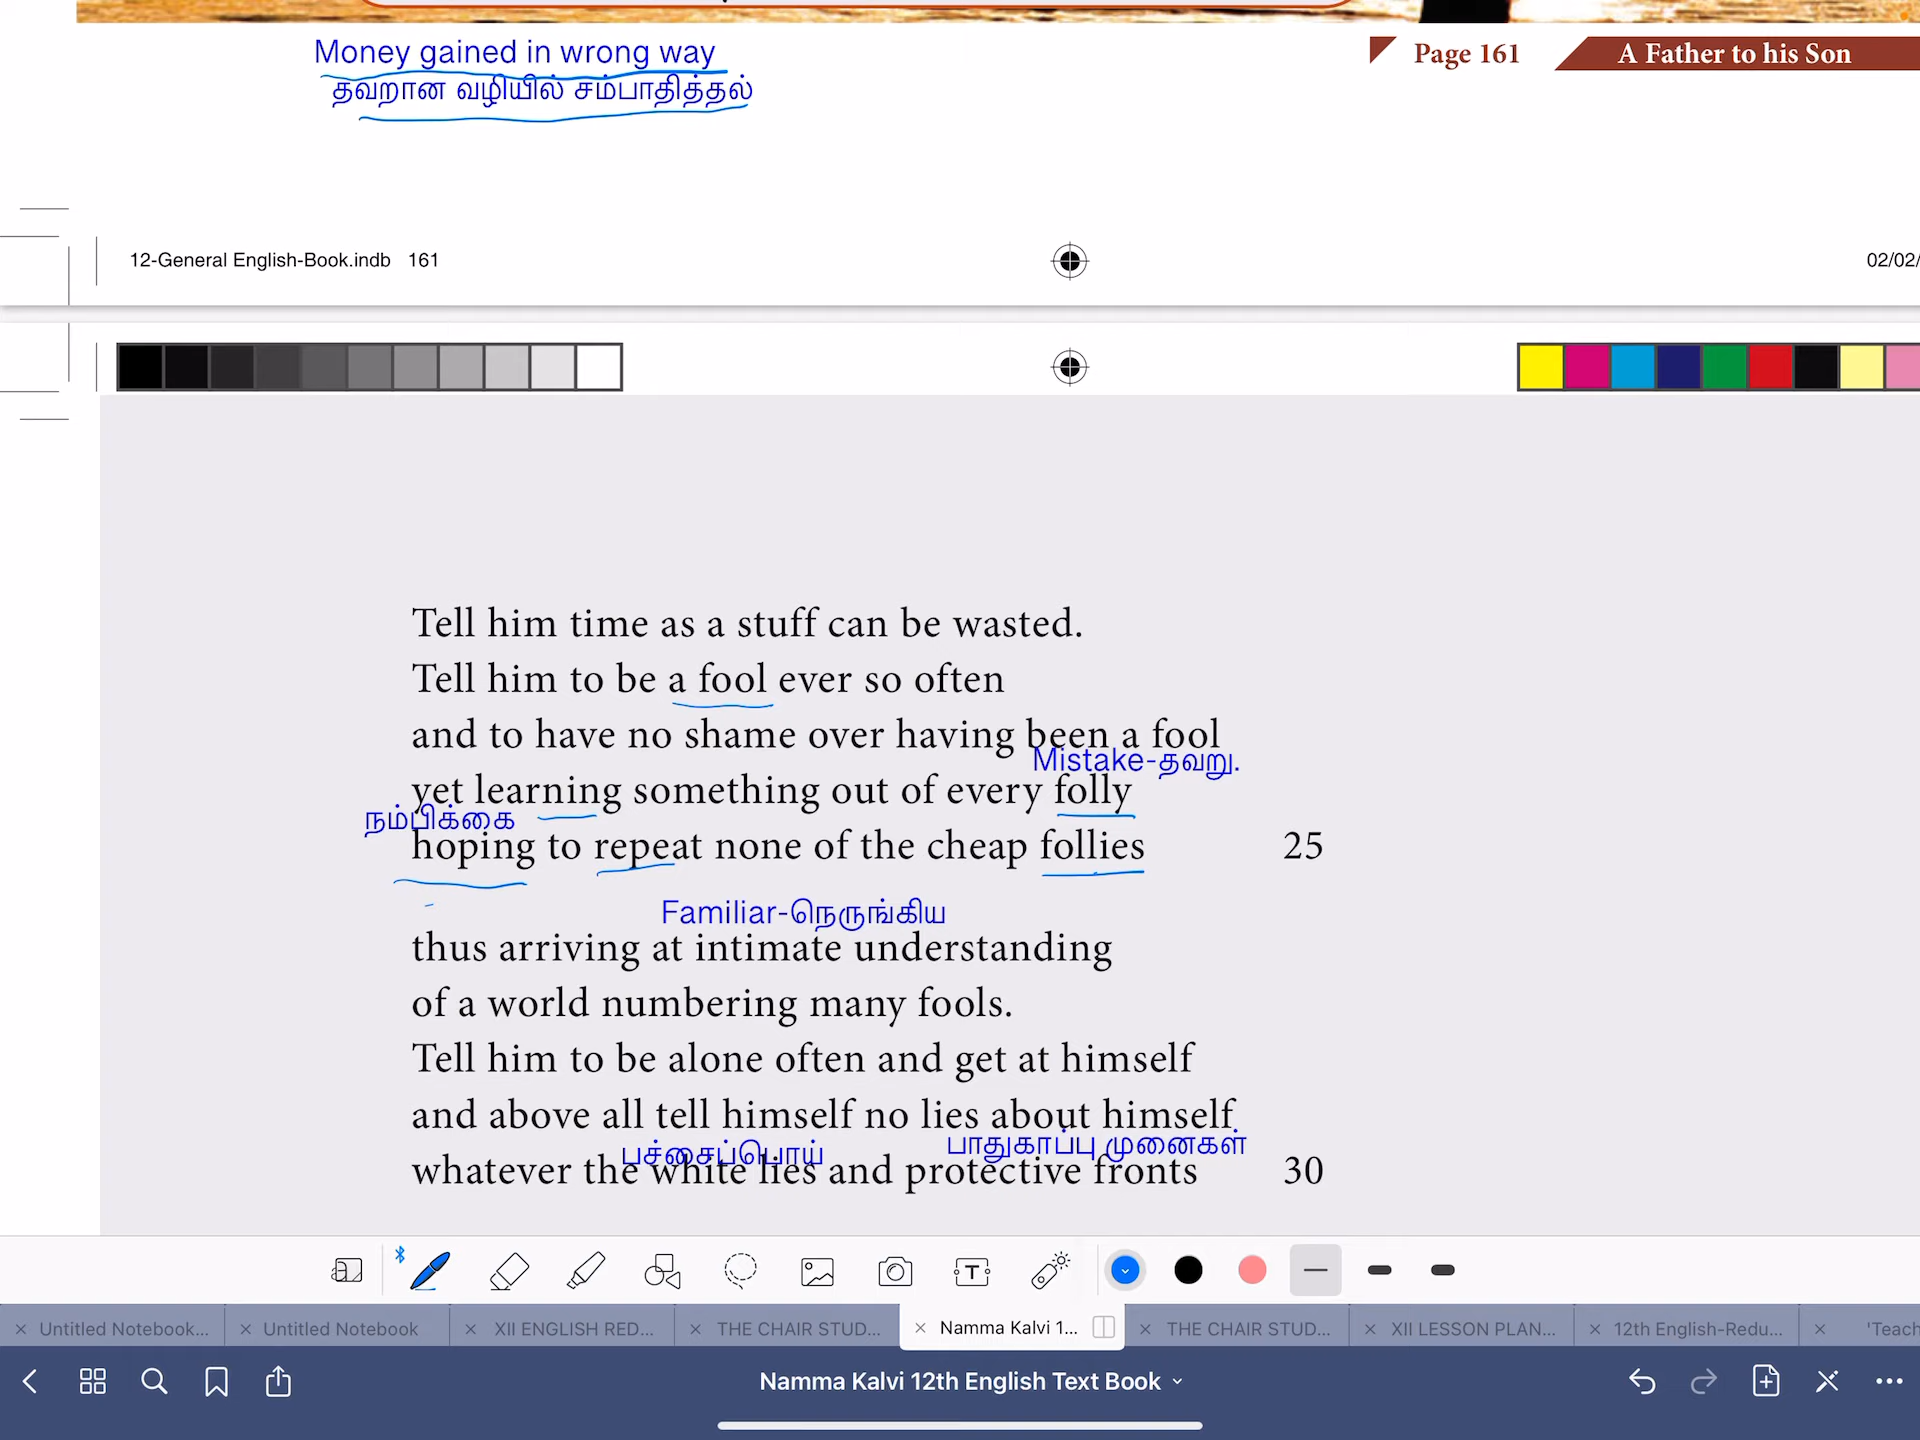 Money gained in wrong way
Page 161 A Father to his Son
தவறான வழியில் சம்பாதித்தல்
12-General English-Book.indb 161
02/02/
Tell him time as a stuff can be wasted.
Tell him to be a fool ever so often
and to have no shame over having been a fool
Mistake-தவறு.
yet learning something out of every folly
நம்பிக்கை
hoping to repeat none of the cheap follies 25
Familiar-நெருங்கிய
thus arriving at intimate understanding
of a world numbering many fools.
Tell him to be alone often and get at himself
and above all tell himself no lies about himself
பச்சைப்பொய் பாதுகாப்பு முனைகள்
whatever the white lies and protective fronts 30
Untitled Notebook... Untitled Notebook XII ENGLISH RED... THE CHAIR STUD... Namma Kalvi 1... THE CHAIR STUD... XII LESSON PLAN... 12th English-Redu... 'Teach
Namma Kalvi 12th English Text Book